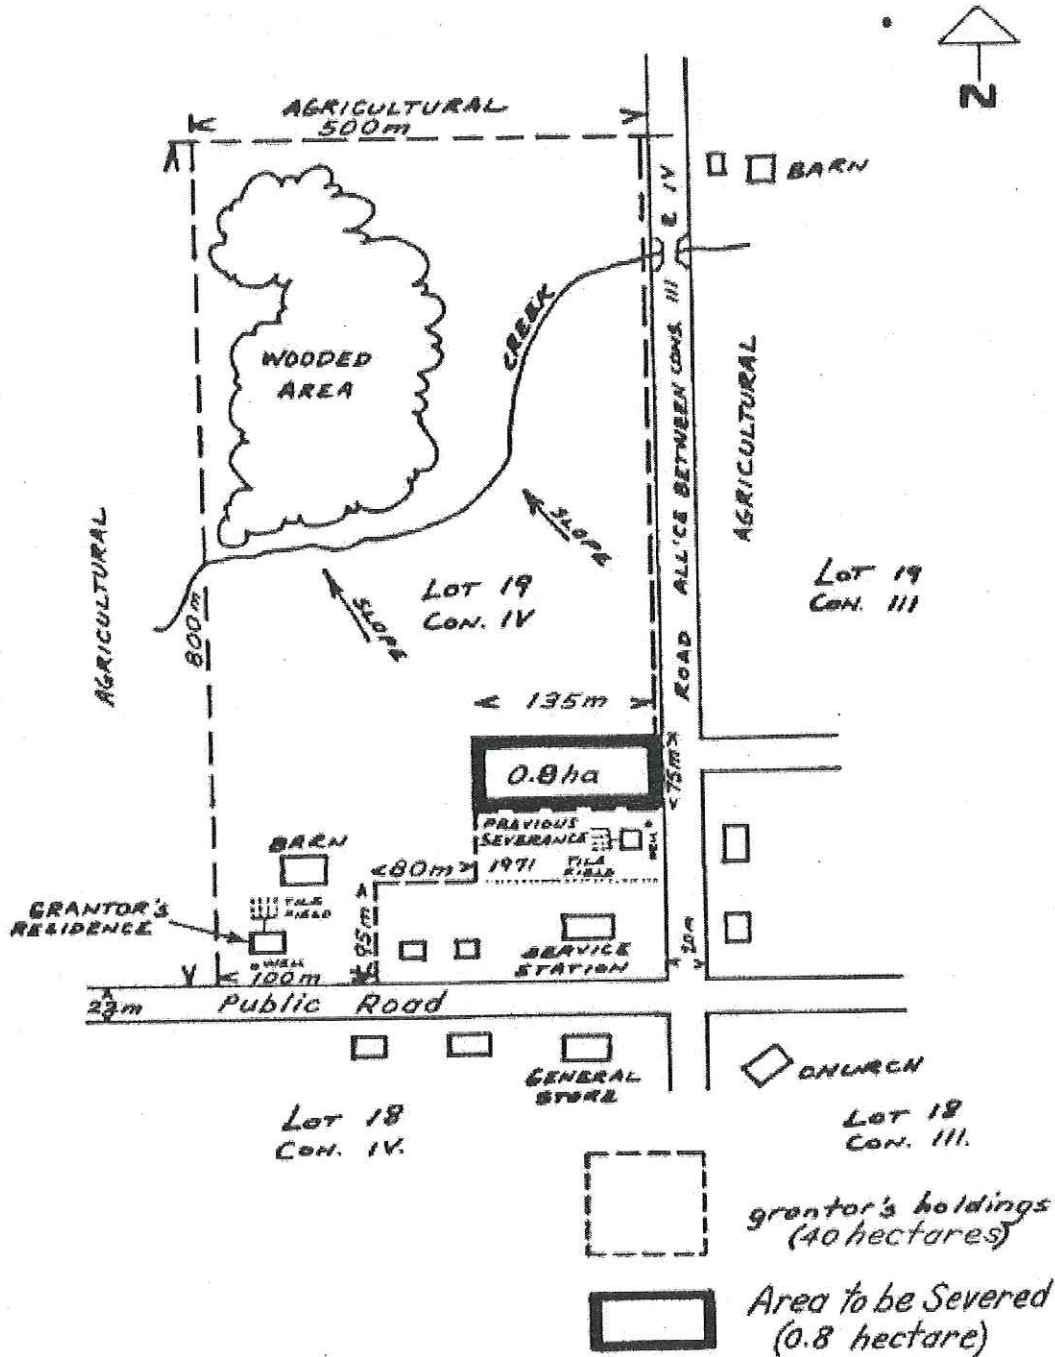 N
AGRICULTURAL
500m
BARN
CREEK
WOODED
AREA
ROAD ALL'CE BETWEEN CONS. III & IV
AGRICULTURAL
AGRICULTURAL
800m
SLOPE
SLOPE
LOT 19
CON. IV
LOT 19
CON. III
135m
0.8ha
75m
PREVIOUS
SEVERANCE
1971
TILE
FIELD
WELL
BARN
80m
GRANTOR'S
RESIDENCE
TILE
FIELD
WELL
95m
SERVICE
STATION
20m
100m
Public Road
GENERAL
STORE
CHURCH
LOT 18
CON. IV.
LOT 18
CON. III.
grantor's holdings
(40 hectares)
Area to be Severed
(0.8 hectare)